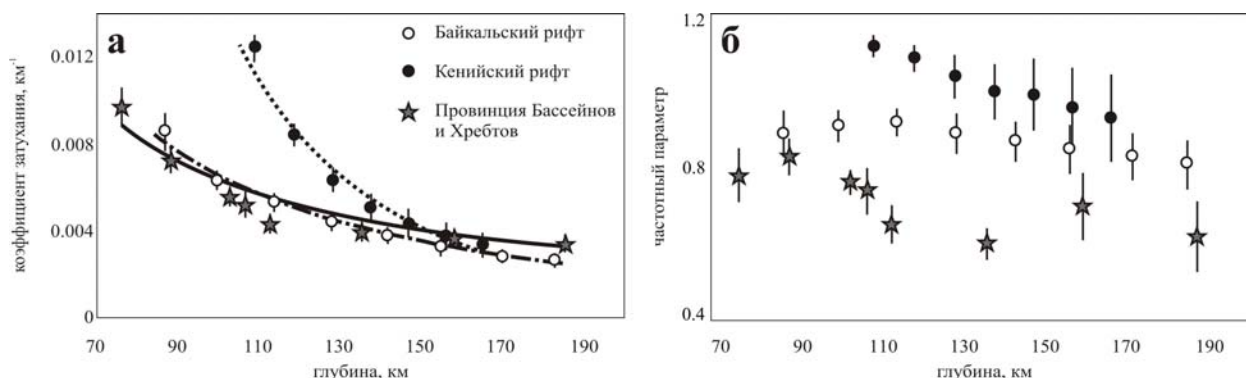 а
коэффициент затухания, км-1
0.012
0.008
0.004
0
70 90 110 130 150 170 190
глубина, км
Байкальский рифт
Кенийский рифт
Провинция Бассейнов
и Хребтов
б
частотный параметр
1.2
0.8
0.4
70 90 110 130 150 170 190
глубина, км